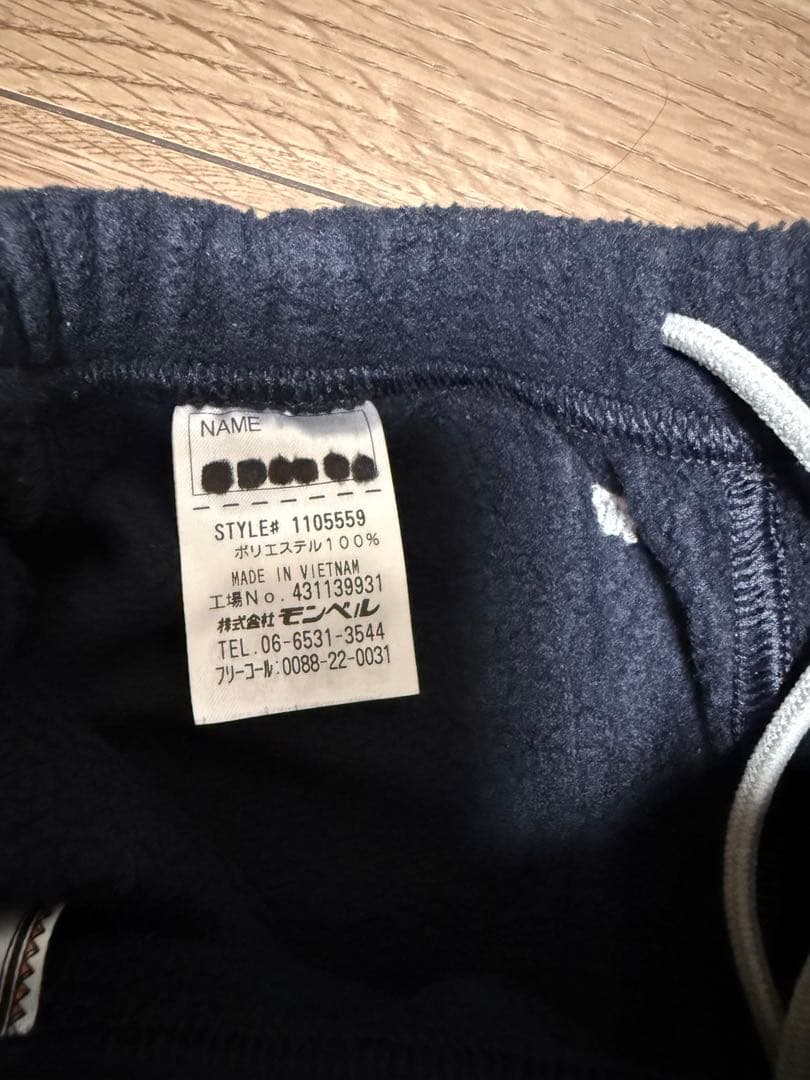 NAME
STYLE# 1105559
ポリエステル100%
MADE IN VIETNAM
工場No. 431139931
株式会社 モンベル
TEL. 06-6531-3544
フリーコール:0088-22-0031